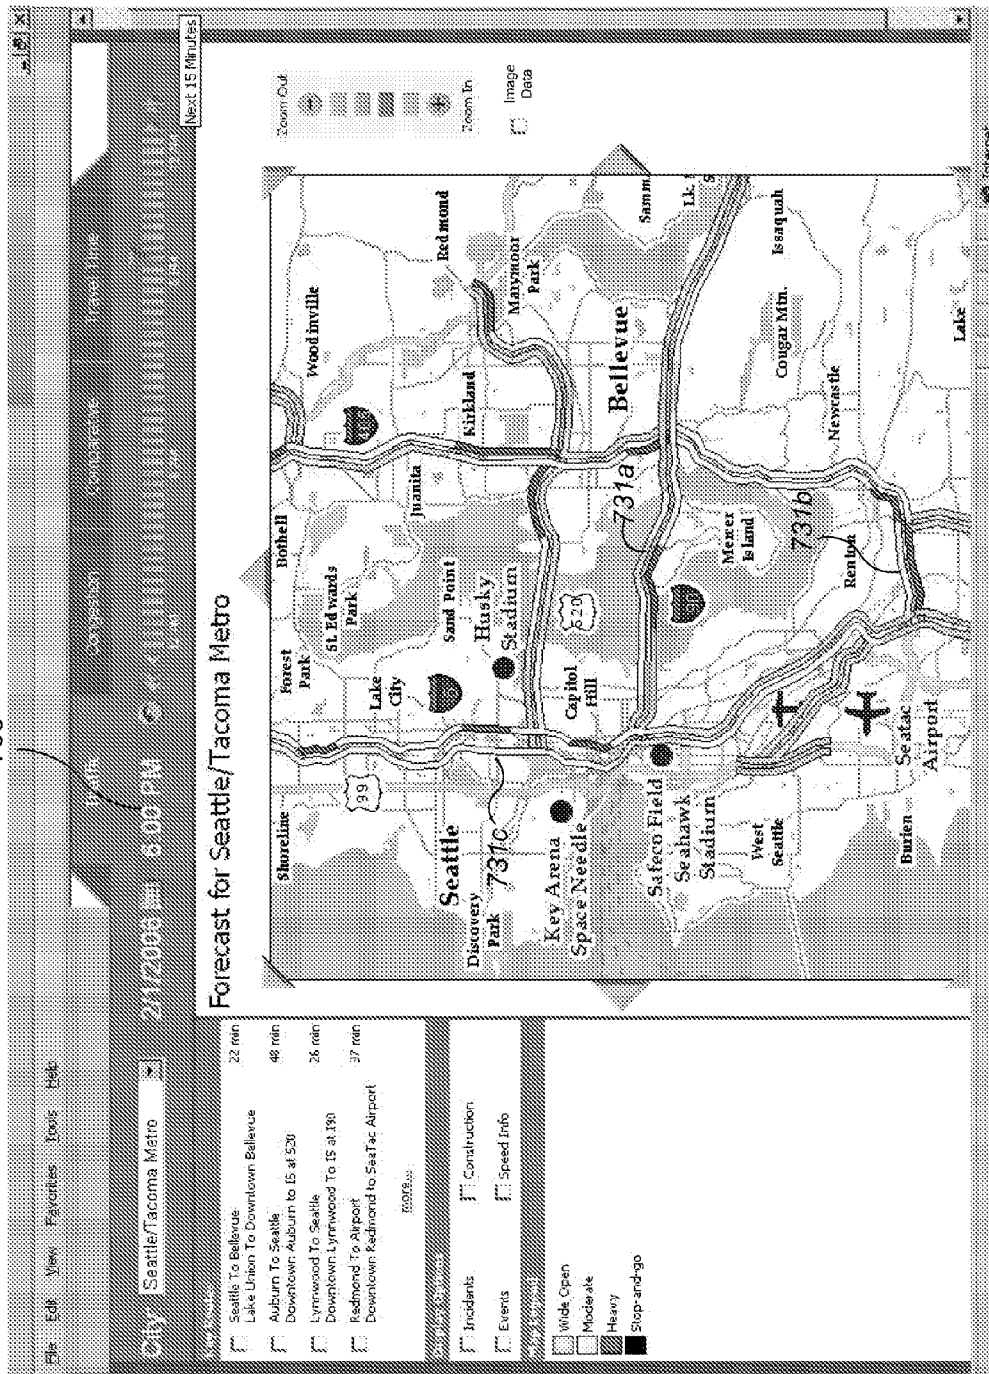 File Edit View Favorites Tools Help
City: Seattle/Tacoma Metro
6:00 PM
Next 15 Minutes
Seattle To Bellevue 22 min
Lake Union To Downtown Bellevue
Auburn To Seattle 48 min
Downtown Auburn to I5 at 520
Lynnwood To Seattle 26 min
Downtown Lynnwood To I5 at I90
Redmond To Airport 37 min
Downtown Redmond to SeaTac Airport
more...
Incidents Construction
Events Speed Info
Wide Open
Moderate
Heavy
Stop-and-go
Forecast for Seattle/Tacoma Metro
Zoom Out
Zoom In
Image
Data
Shoreline
Forest
Park
Bothell
Woodinville
St. Edwards
Park
Juanita
Kirkland
Redmond
Marymoor
Park
99
Lake
City
Sand Point
Husky
Stadium
Seattle
Discovery
Park
731c
Key Arena
Space Needle
Capitol
Hill
520
Bellevue
731a
Samm
Lk.
S
Safeco Field
Seahawk
Stadium
Mercer
Island
West
Seattle
731b
Cougar Mtn.
Issaquah
Newcastle
Renton
Burien
Seatac
Airport
Lake